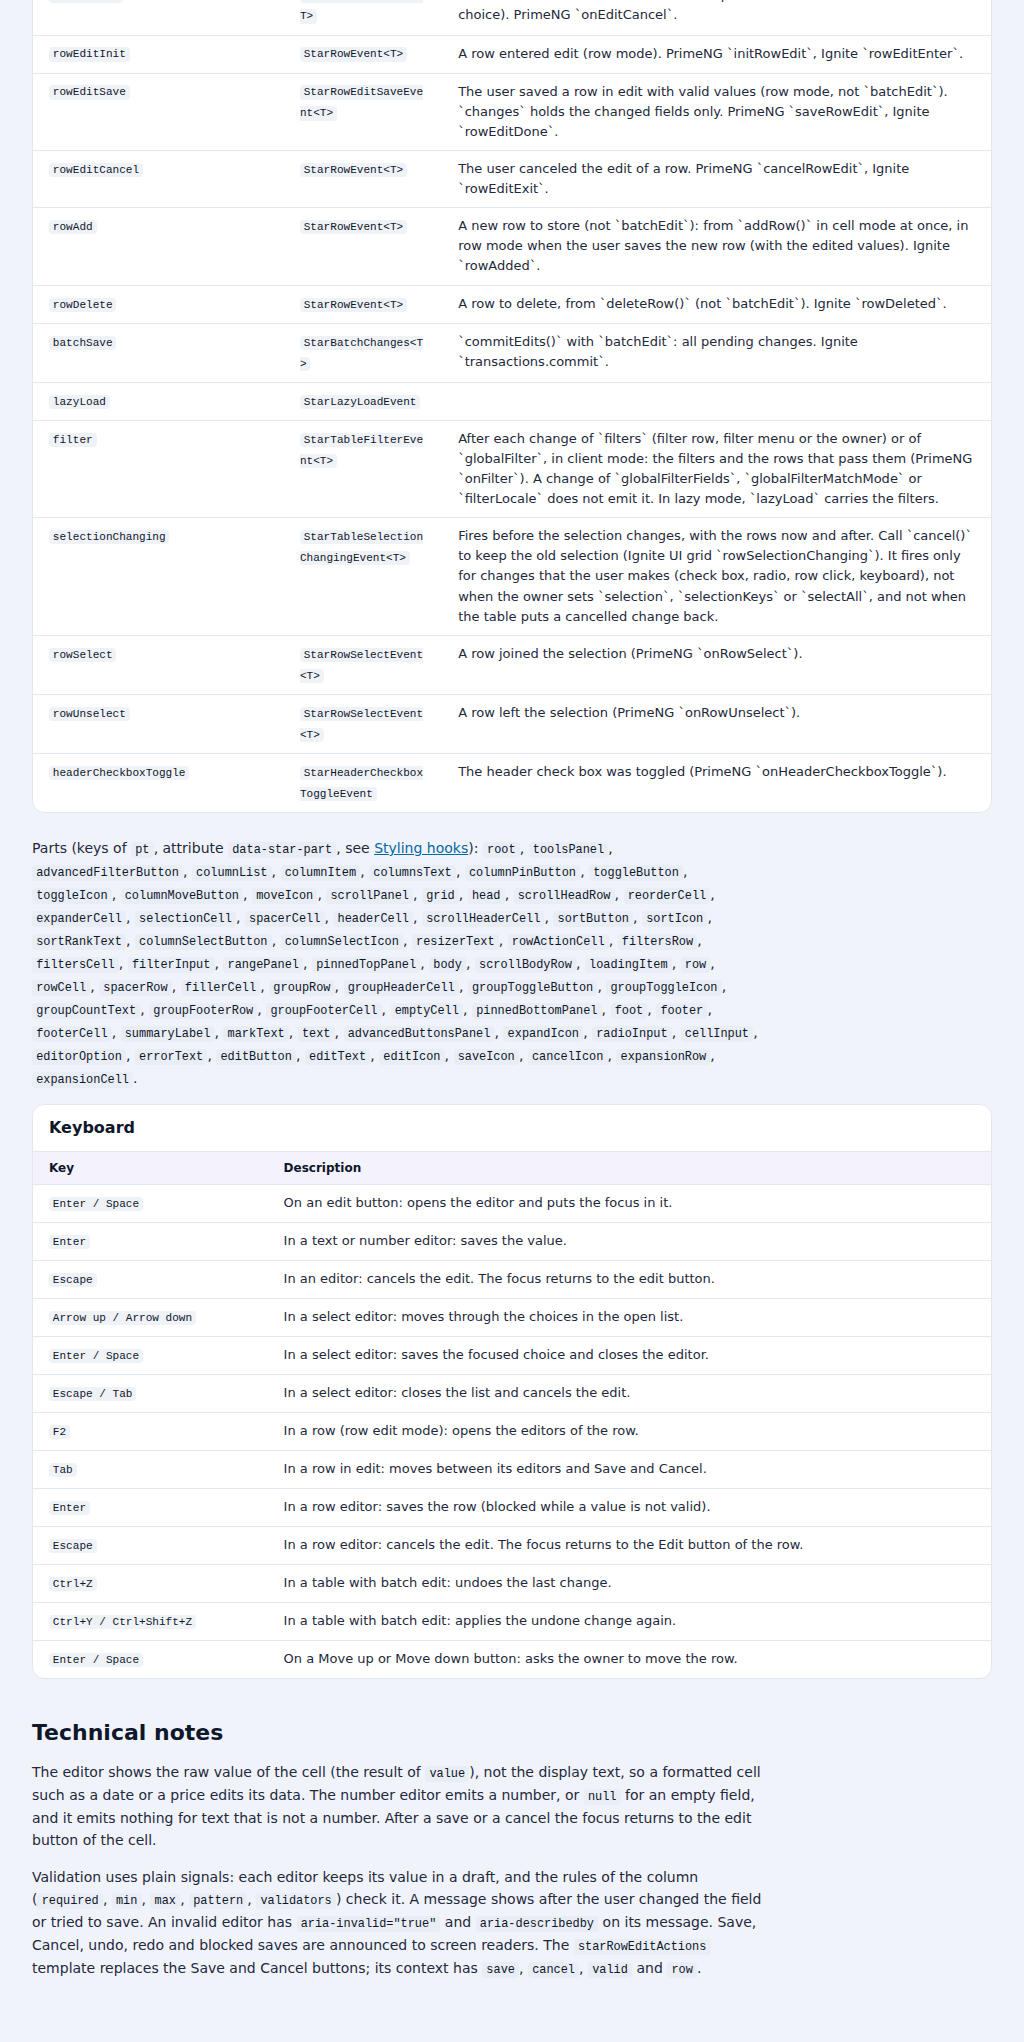 T>
choice). PrimeNG `onEditCancel`.
rowEditInit StarRowEvent<T> A row entered edit (row mode). PrimeNG `initRowEdit`, Ignite `rowEditEnter`.
rowEditSave StarRowEditSaveEve The user saved a row in edit with valid values (row mode, not `batchEdit`).
nt<T> `changes` holds the changed fields only. PrimeNG `saveRowEdit`, Ignite
`rowEditDone`.
rowEditCancel StarRowEvent<T> The user canceled the edit of a row. PrimeNG `cancelRowEdit`, Ignite
`rowEditExit`.
rowAdd StarRowEvent<T> A new row to store (not `batchEdit`): from `addRow()` in cell mode at once, in
row mode when the user saves the new row (with the edited values). Ignite
`rowAdded`.
rowDelete StarRowEvent<T> A row to delete, from `deleteRow()` (not `batchEdit`). Ignite `rowDeleted`.
batchSave StarBatchChanges<T `commitEdits()` with `batchEdit`: all pending changes. Ignite
> `transactions.commit`.
lazyLoad StarLazyLoadEvent
filter StarTableFilterEve After each change of `filters` (filter row, filter menu or the owner) or of
nt<T> `globalFilter`, in client mode: the filters and the rows that pass them (PrimeNG
`onFilter`). A change of `globalFilterFields`, `globalFilterMatchMode` or
`filterLocale` does not emit it. In lazy mode, `lazyLoad` carries the filters.
selectionChanging StarTableSelection Fires before the selection changes, with the rows now and after. Call `cancel()`
ChangingEvent<T> to keep the old selection (Ignite UI grid `rowSelectionChanging`). It fires only
for changes that the user makes (check box, radio, row click, keyboard), not
when the owner sets `selection`, `selectionKeys` or `selectAll`, and not when
the table puts a cancelled change back.
rowSelect StarRowSelectEvent A row joined the selection (PrimeNG `onRowSelect`).
<T>
rowUnselect StarRowSelectEvent A row left the selection (PrimeNG `onRowUnselect`).
<T>
headerCheckboxToggle StarHeaderCheckbox The header check box was toggled (PrimeNG `onHeaderCheckboxToggle`).
ToggleEvent
Parts (keys of pt, attribute data-star-part, see Styling hooks): root, toolsPanel,
advancedFilterButton, columnList, columnItem, columnsText, columnPinButton, toggleButton,
toggleIcon, columnMoveButton, moveIcon, scrollPanel, grid, head, scrollHeadRow, reorderCell,
expanderCell, selectionCell, spacerCell, headerCell, scrollHeaderCell, sortButton, sortIcon,
sortRankText, columnSelectButton, columnSelectIcon, resizerText, rowActionCell, filtersRow,
filtersCell, filterInput, rangePanel, pinnedTopPanel, body, scrollBodyRow, loadingItem, row,
rowCell, spacerRow, fillerCell, groupRow, groupHeaderCell, groupToggleButton, groupToggleIcon,
groupCountText, groupFooterRow, groupFooterCell, emptyCell, pinnedBottomPanel, foot, footer,
footerCell, summaryLabel, markText, text, advancedButtonsPanel, expandIcon, radioInput, cellInput,
editorOption, errorText, editButton, editText, editIcon, saveIcon, cancelIcon, expansionRow,
expansionCell.
Keyboard
Key Description
Enter / Space On an edit button: opens the editor and puts the focus in it.
Enter In a text or number editor: saves the value.
Escape In an editor: cancels the edit. The focus returns to the edit button.
Arrow up / Arrow down In a select editor: moves through the choices in the open list.
Enter / Space In a select editor: saves the focused choice and closes the editor.
Escape / Tab In a select editor: closes the list and cancels the edit.
F2 In a row (row edit mode): opens the editors of the row.
Tab In a row in edit: moves between its editors and Save and Cancel.
Enter In a row editor: saves the row (blocked while a value is not valid).
Escape In a row editor: cancels the edit. The focus returns to the Edit button of the row.
Ctrl+Z In a table with batch edit: undoes the last change.
Ctrl+Y / Ctrl+Shift+Z In a table with batch edit: applies the undone change again.
Enter / Space On a Move up or Move down button: asks the owner to move the row.
Technical notes
The editor shows the raw value of the cell (the result of value), not the display text, so a formatted cell
such as a date or a price edits its data. The number editor emits a number, or null for an empty field,
and it emits nothing for text that is not a number. After a save or a cancel the focus returns to the edit
button of the cell.
Validation uses plain signals: each editor keeps its value in a draft, and the rules of the column
(required, min, max, pattern, validators) check it. A message shows after the user changed the field
or tried to save. An invalid editor has aria-invalid="true" and aria-describedby on its message. Save,
Cancel, undo, redo and blocked saves are announced to screen readers. The starRowEditActions
template replaces the Save and Cancel buttons; its context has save, cancel, valid and row.